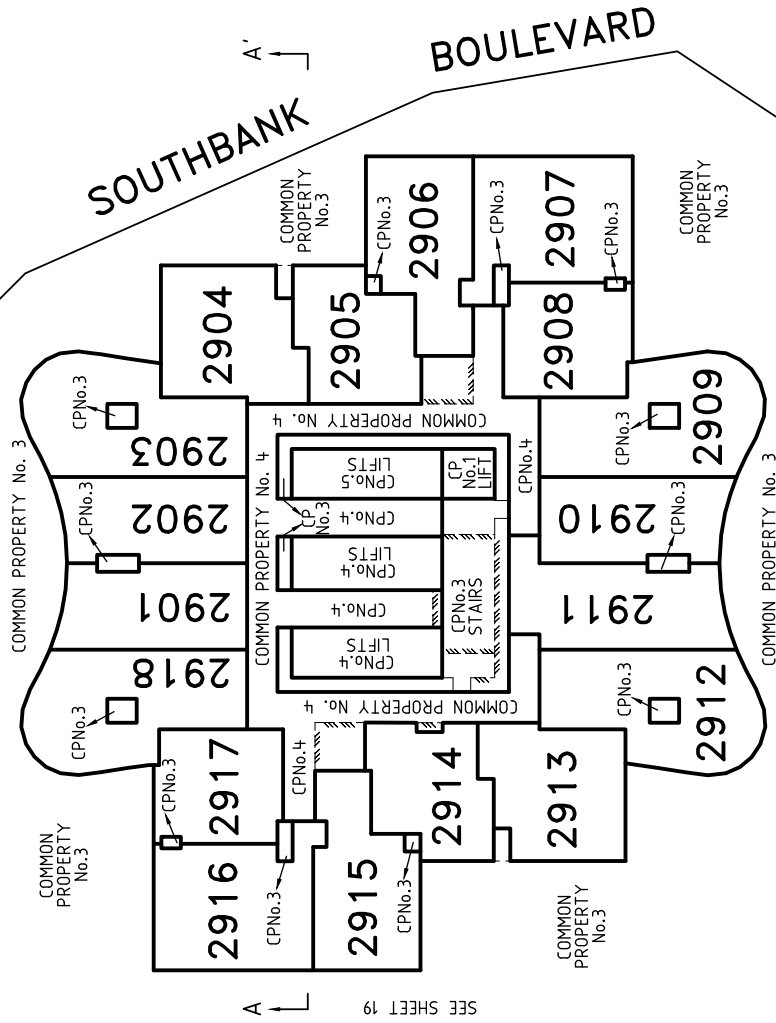 A'
BOULEVARD
SOUTHBANK
COMMON
PROPERTY
No.3
COMMON
PROPERTY
No.3
2904
2905
CPNo.3
2906
CPNo.3
2907
CPNo.3
2908
COMMON PROPERTY No. 3
CPNo.3
2903
CPNo.3
2902
2901
2918
CPNo.3
COMMON PROPERTY No. 4
COMMON PROPERTY No. 4
CPNo.5
LIFTS
CP
No.1
LIFT
CP
No.3
CPNo.4
CPNo.4
LIFTS
CPNo.4
CPNo.4
LIFTS
CPNo.3
STAIRS
COMMON PROPERTY No. 4
CPNo.4
CPNo.3
2909
2910
CPNo.3
2911
CPNo.3
2912
COMMON PROPERTY No. 3
CPNo.3
2917
CPNo.4
2916
CPNo.3
2915
CPNo.3
2914
2913
COMMON
PROPERTY
No.3
COMMON
PROPERTY
No.3
A
SEE SHEET 19